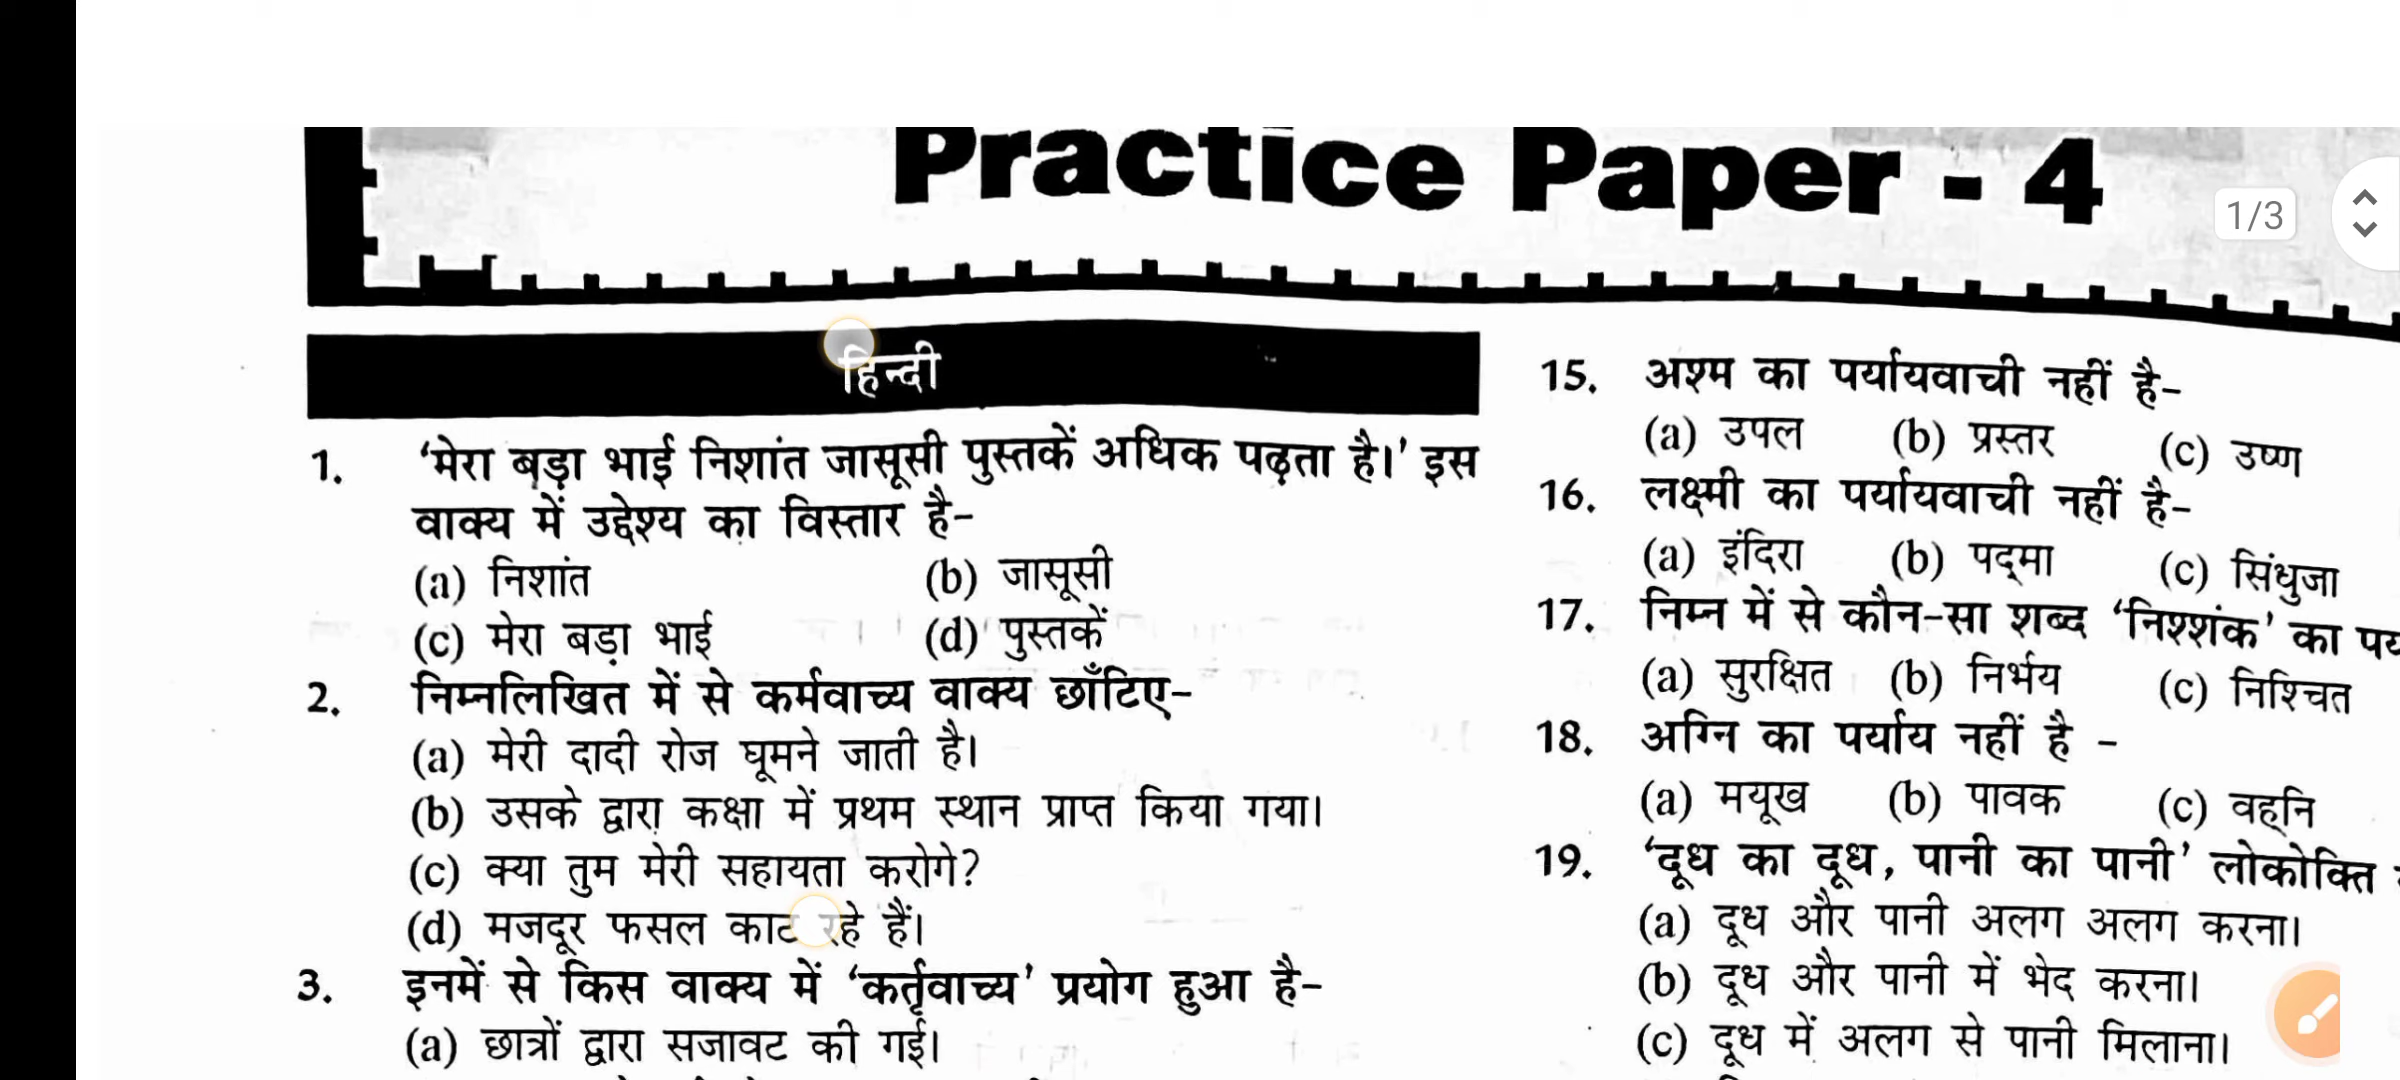 Practice Paper - 4
1/3
हिन्दी
1. ‘मेरा बड़ा भाई निशांत जासूसी पुस्तकें अधिक पढ़ता है।’ इस
वाक्य में उद्देश्य का विस्तार है–
(a) निशांत (b) जासूसी
(c) मेरा बड़ा भाई (d) पुस्तकें
2. निम्नलिखित में से कर्मवाच्य वाक्य छाँटिए–
(a) मेरी दादी रोज घूमने जाती है।
(b) उसके द्वारा कक्षा में प्रथम स्थान प्राप्त किया गया।
(c) क्या तुम मेरी सहायता करोगे?
(d) मजदूर फसल काट रहे हैं।
3. इनमें से किस वाक्य में ‘कर्तृवाच्य’ प्रयोग हुआ है–
(a) छात्रों द्वारा सजावट की गई।
15. अश्म का पर्यायवाची नहीं है–
(a) उपल (b) प्रस्तर (c) उष्ण
16. लक्ष्मी का पर्यायवाची नहीं है–
(a) इंदिरा (b) पद्‌मा (c) सिंधुजा
17. निम्न में से कौन-सा शब्द ‘निश्शंक’ का
(a) सुरक्षित (b) निर्भय (c) निश्चित
18. अग्नि का पर्याय नहीं है –
(a) मयूख (b) पावक (c) वह्‌नि
19. ‘दूध का दूध, पानी का पानी’ लोकोक्ति
(a) दूध और पानी अलग अलग करना।
(b) दूध और पानी में भेद करना।
(c) दूध में अलग से पानी मिलाना।